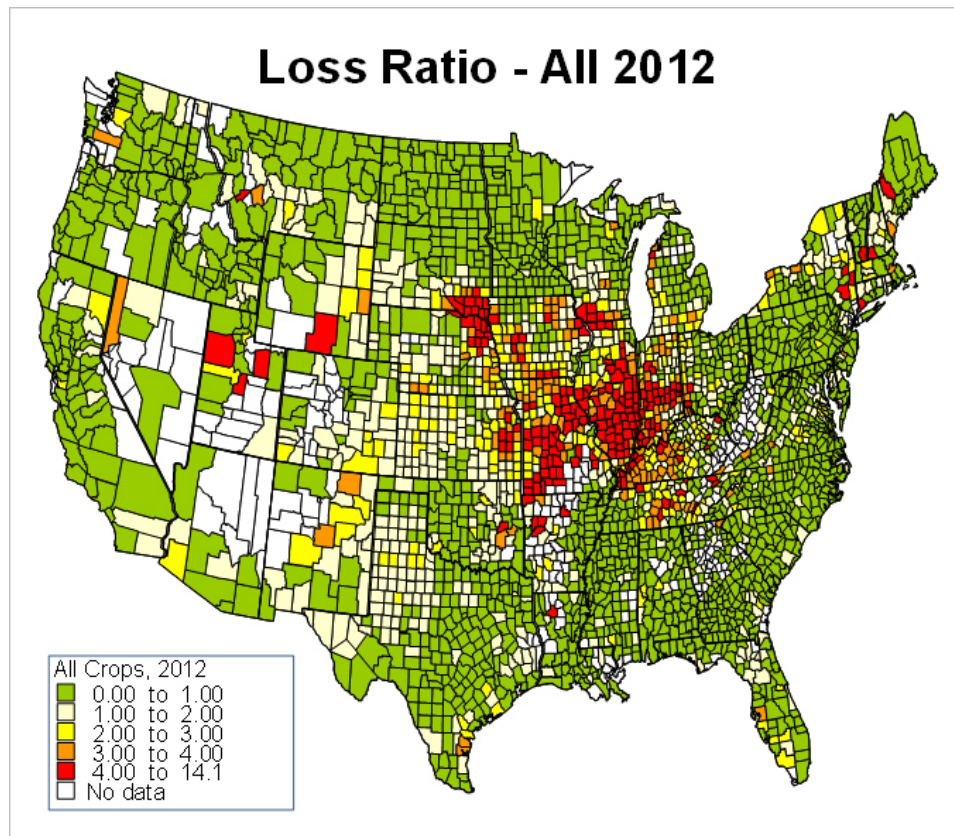 Loss Ratio - All 2012
All Crops, 2012
0.00 to 1.00
1.00 to 2.00
2.00 to 3.00
3.00 to 4.00
4.00 to 14.1
No data